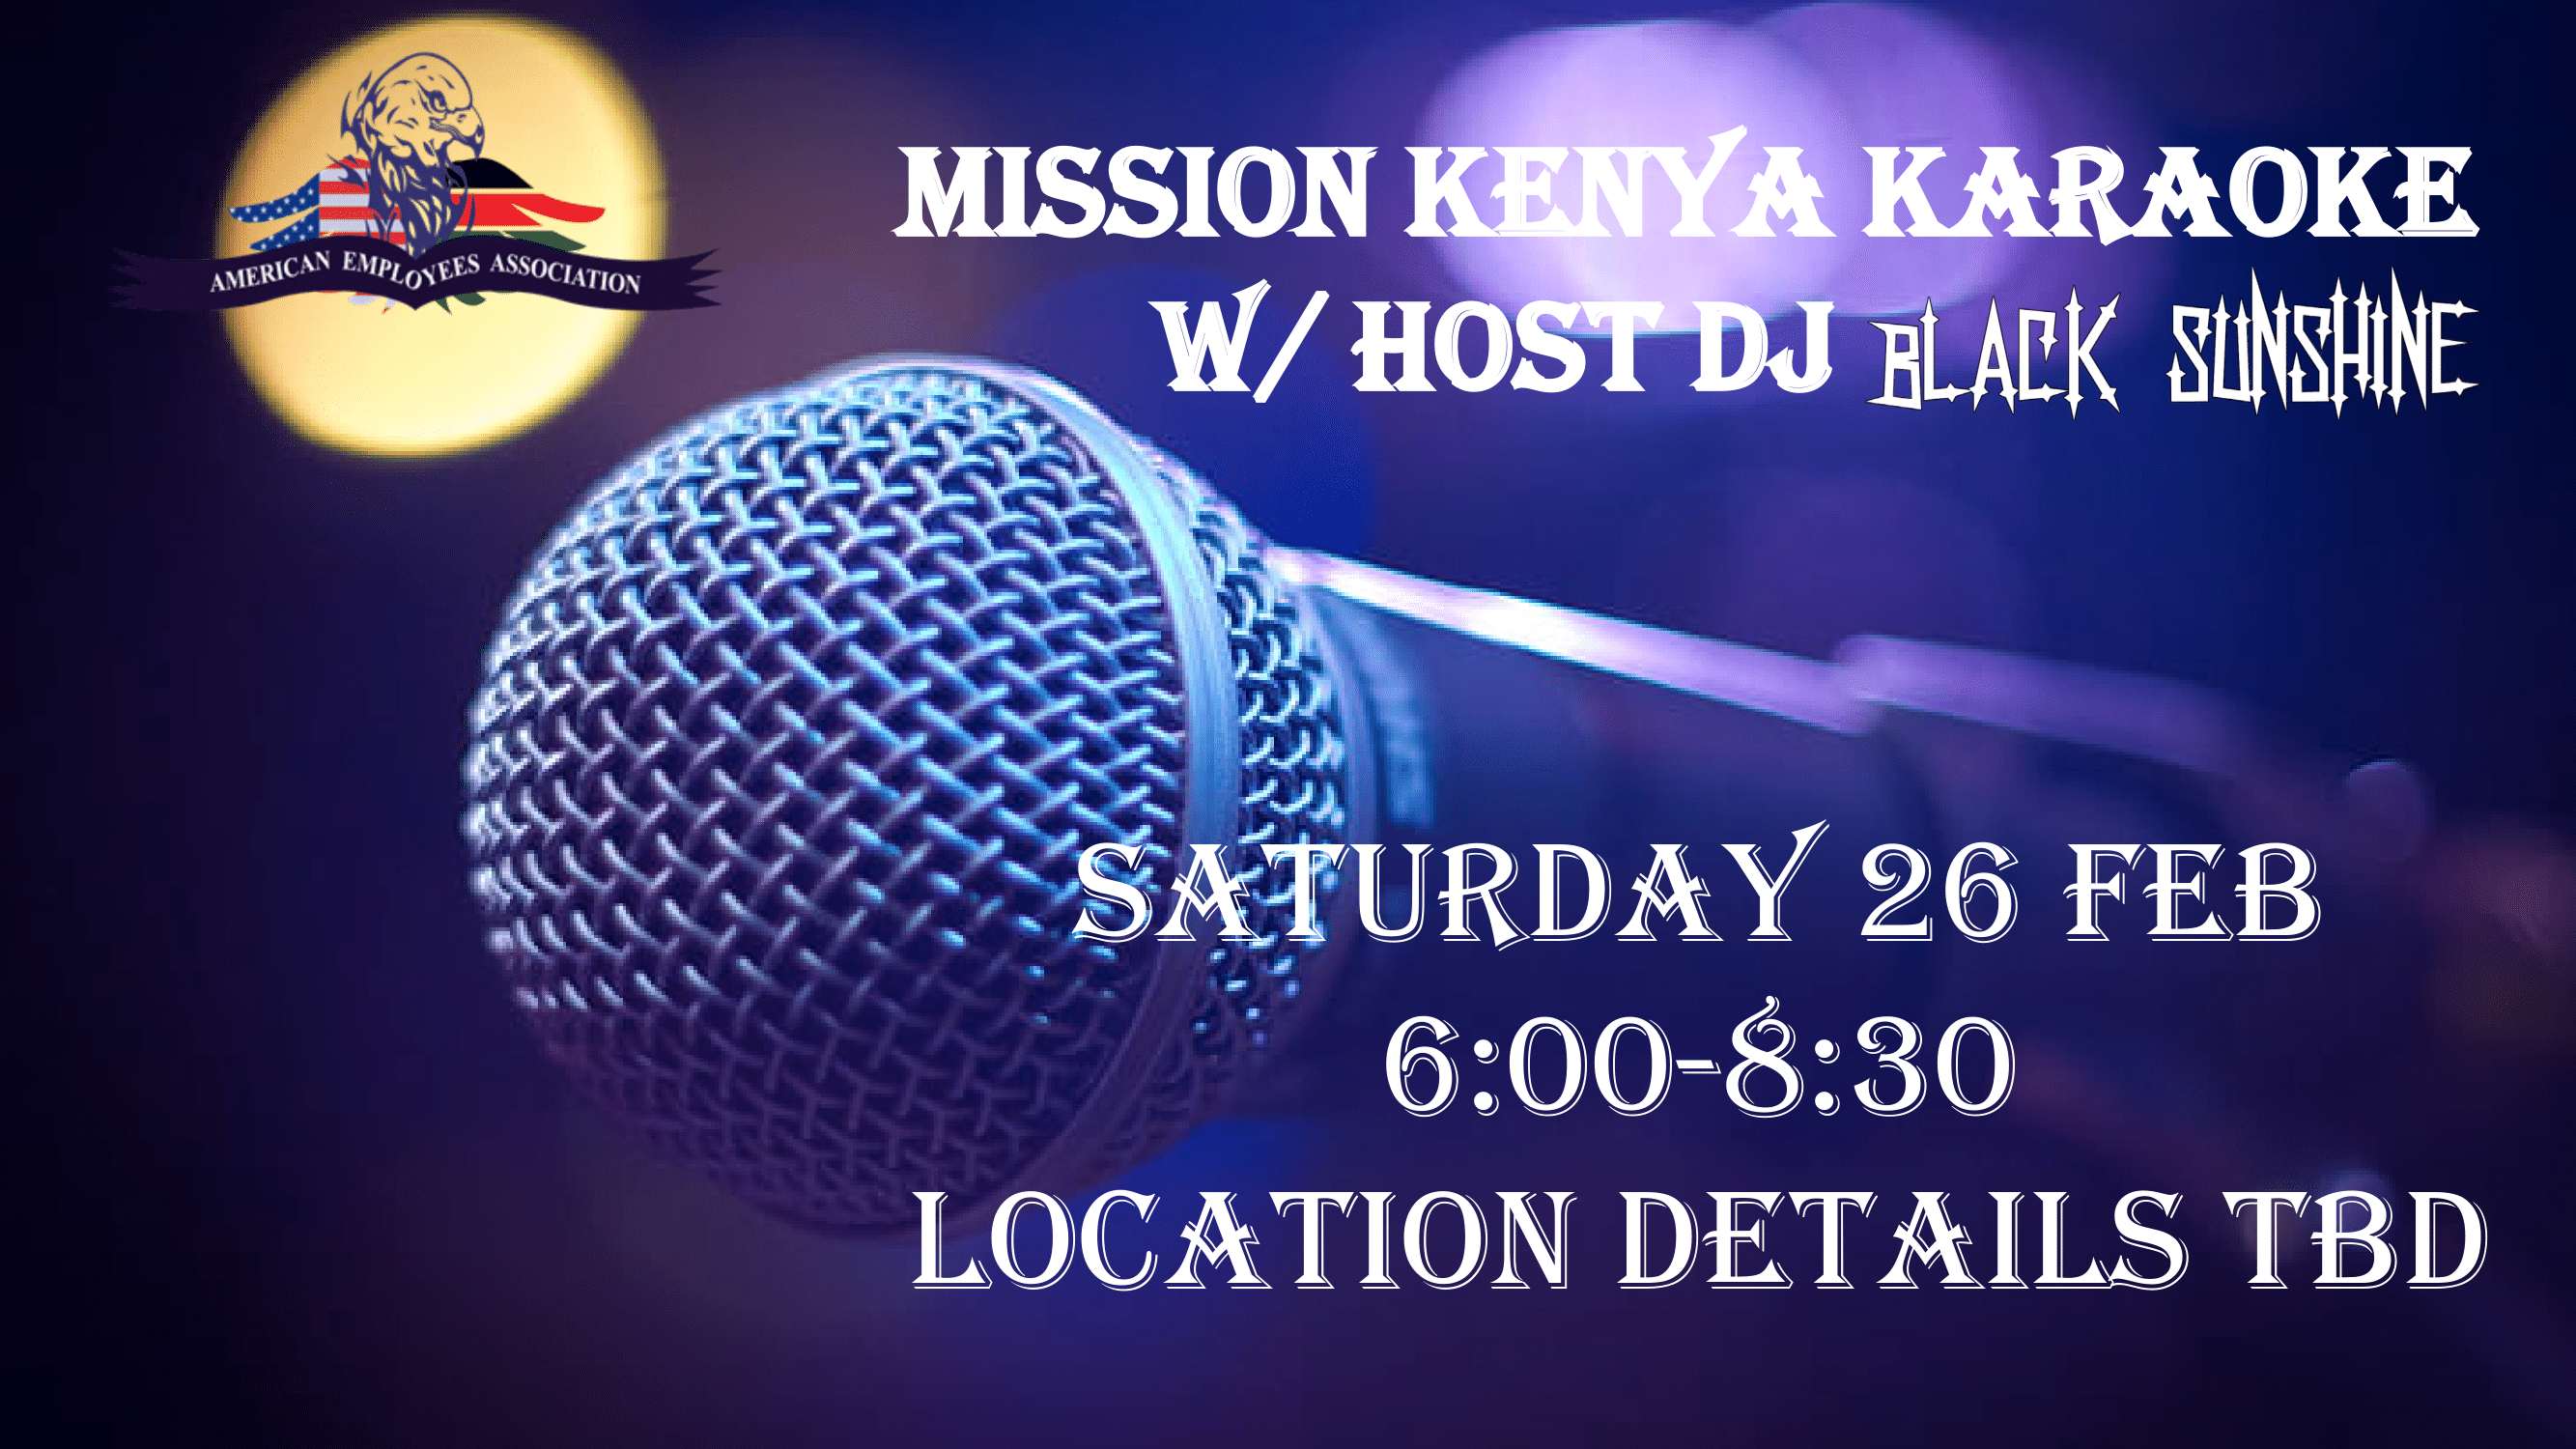 AMERICAN EMPLOYEES ASSOCIATION
MISSION KENYA KARAOKE
W/ HOST DJ BLACK SUNSHINE
SATURDAY 26 FEB
6:00-8:30
LOCATION DETAILS TBD